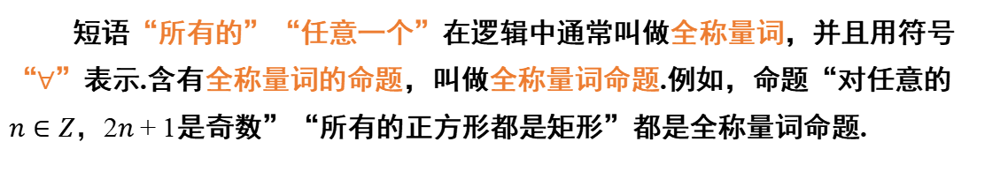 短语“所有的”“任意一个”在逻辑中通常叫做全称量词，并且用符号
“∀”表示.含有全称量词的命题，叫做全称量词命题.例如，命题“对任意的
n ∈ Z，2n + 1是奇数”“所有的正方形都是矩形”都是全称量词命题.